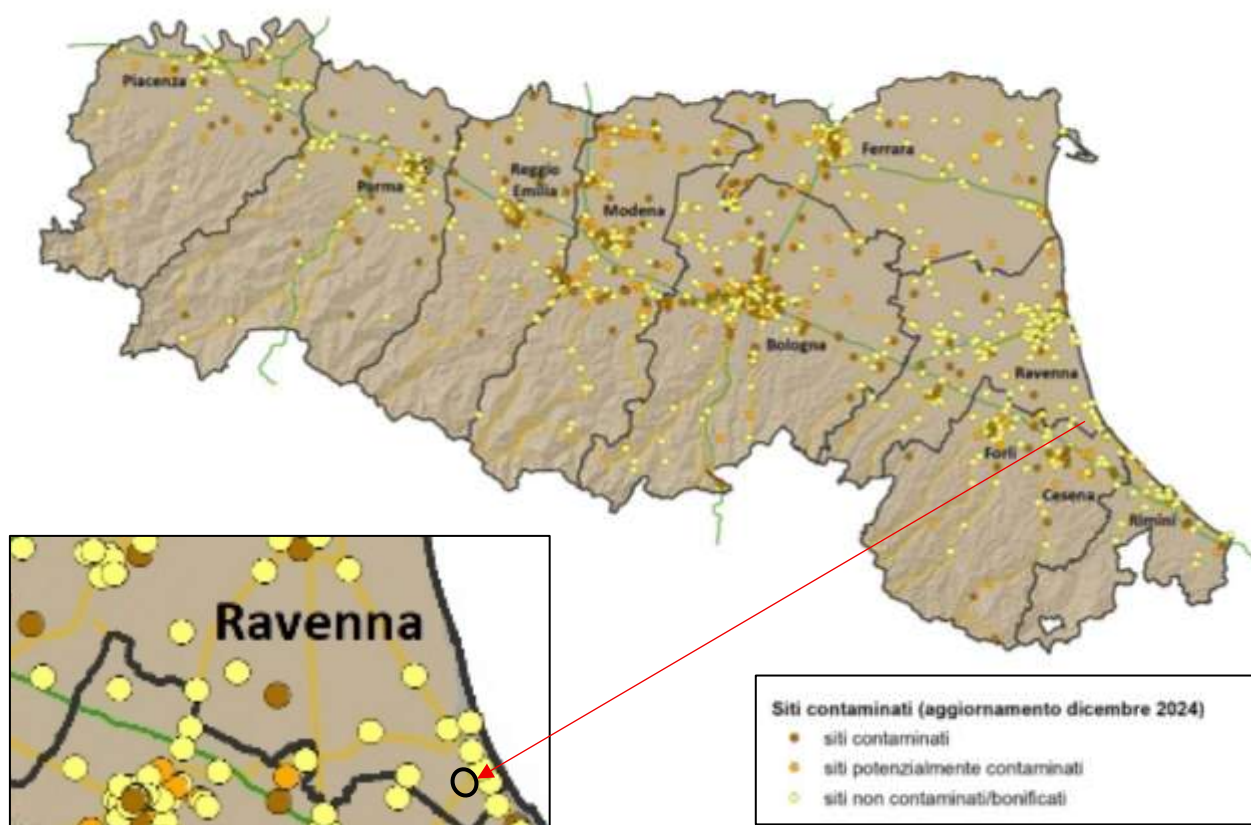 Piacenza
Parma
Reggio
Emilia
Modena
Ferrara
Bologna
Ravenna
Forlì
Cesena
Rimini
Ravenna
Siti contaminati (aggiornamento dicembre 2024)
siti contaminati
siti potenzialmente contaminati
siti non contaminati/bonificati